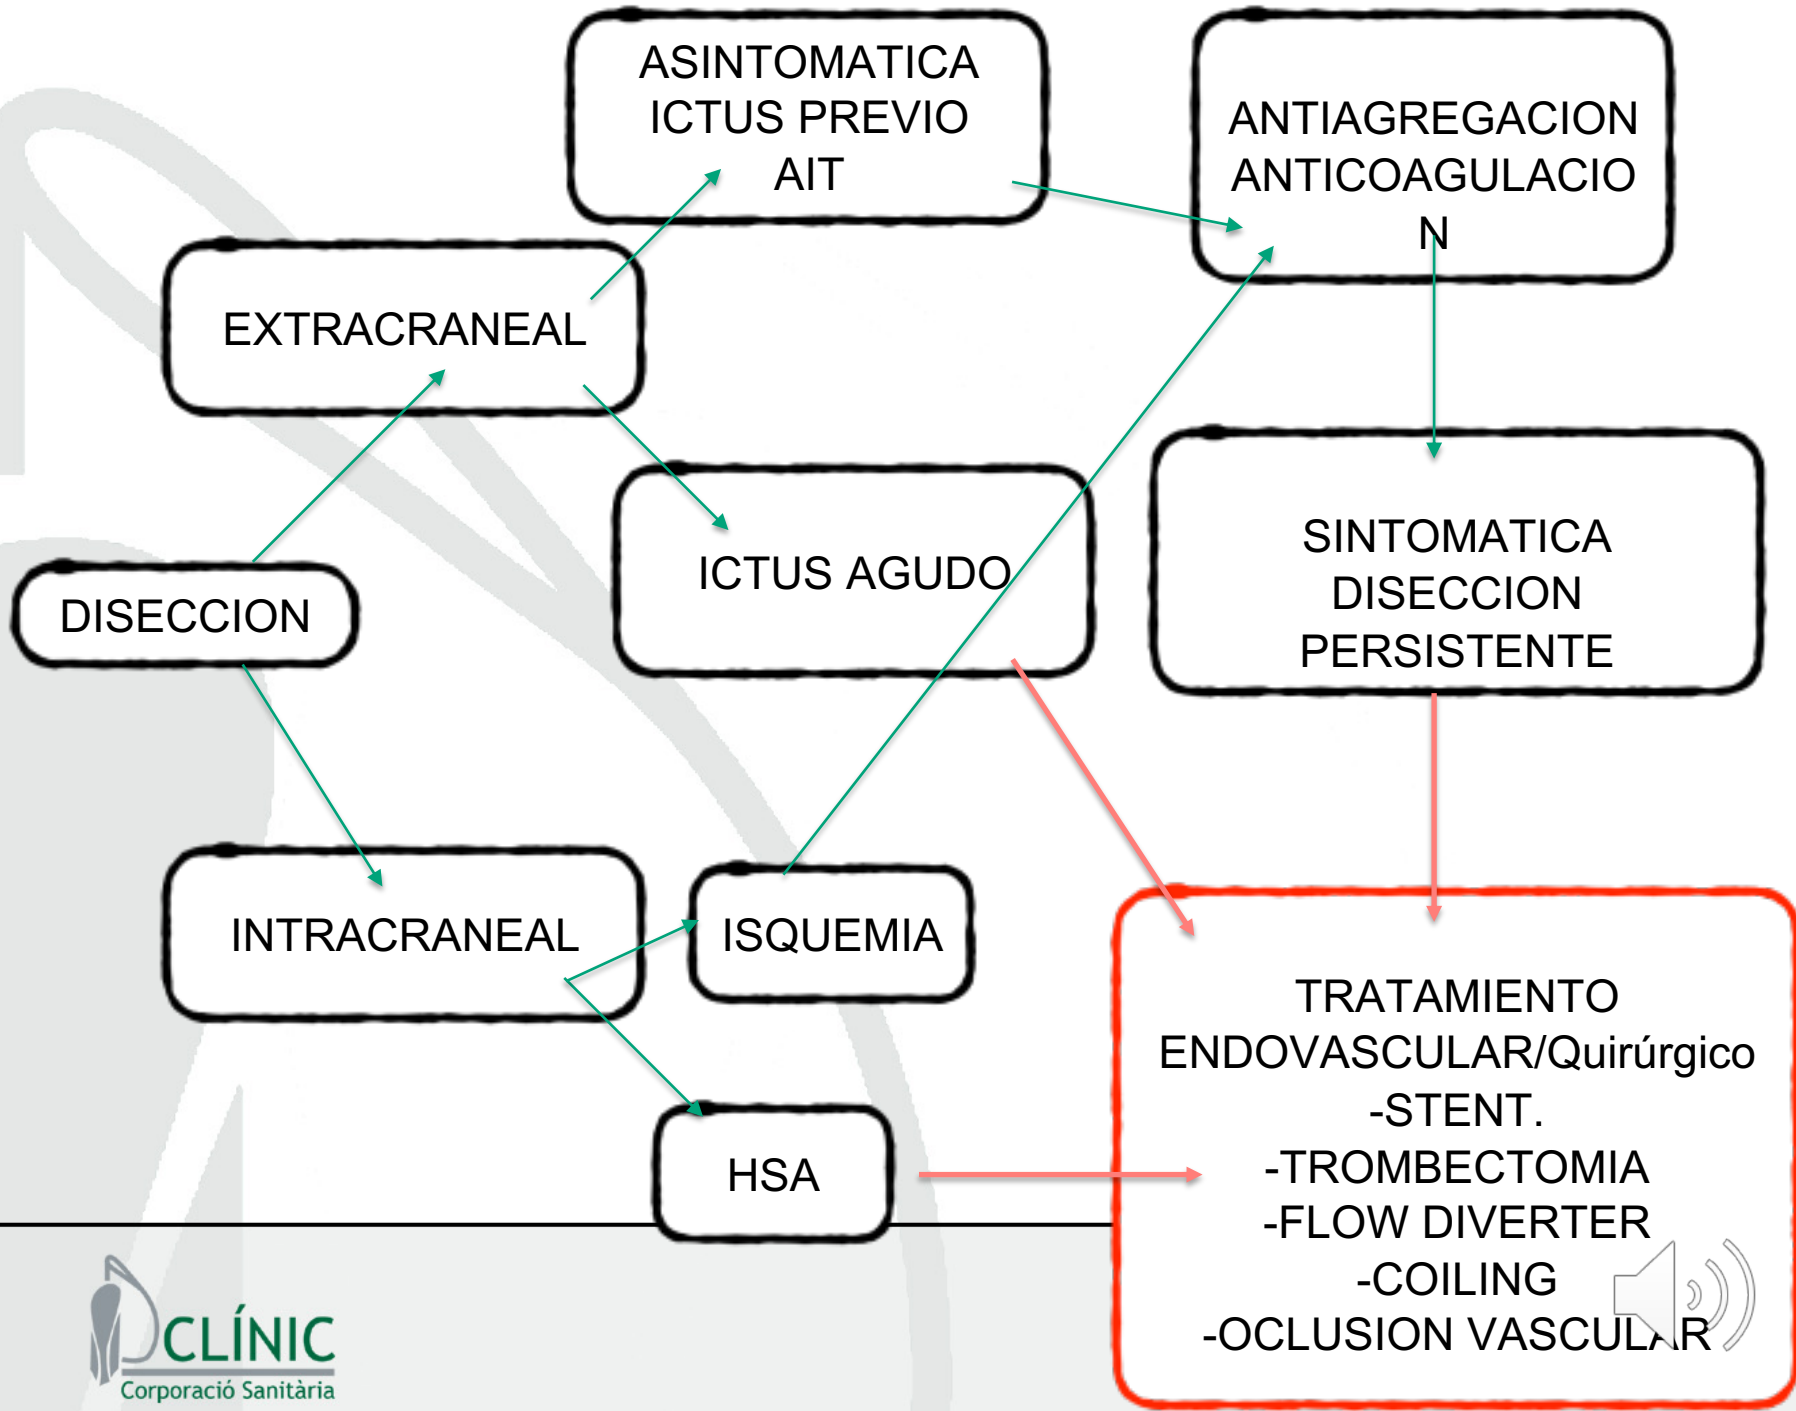 ASINTOMATICA
ICTUS PREVIO
AIT
ANTIAGREGACION
ANTICOAGULACIO
N
EXTRACRANEAL
ICTUS AGUDO
SINTOMATICA
DISECCION
PERSISTENTE
DISECCION
INTRACRANEAL
ISQUEMIA
HSA
TRATAMIENTO
ENDOVASCULAR/Quirúrgico
-STENT.
-TROMBECTOMIA
-FLOW DIVERTER
-COILING
-OCLUSION VASCULAR
CLÍNIC
Corporació Sanitària